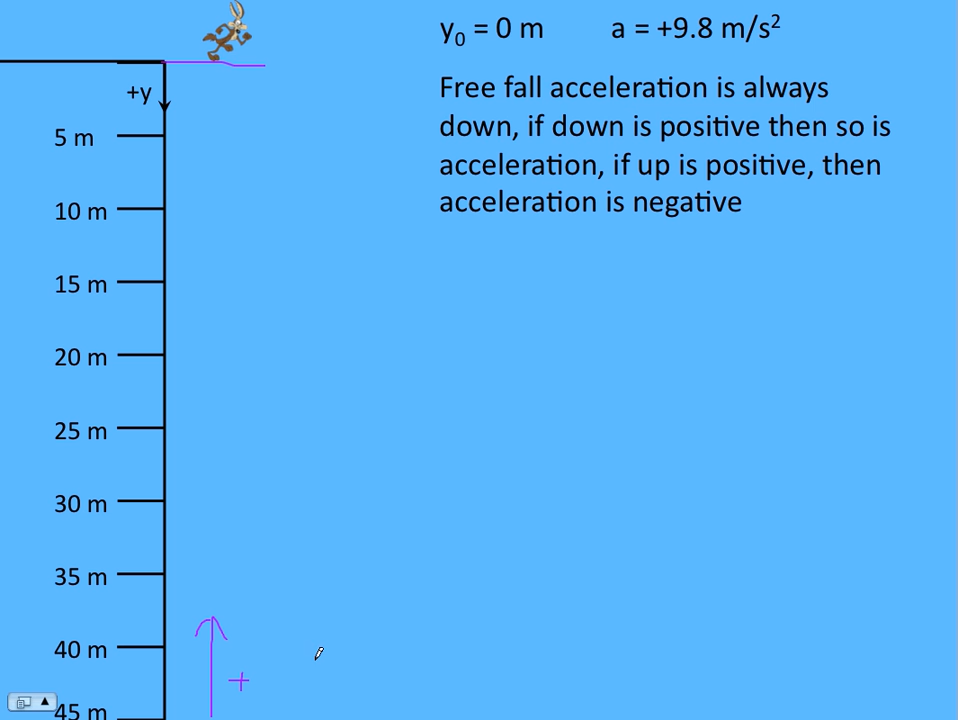 y₀ = 0 m a = +9.8 m/s²
Free fall acceleration is always
down, if down is positive then so is
acceleration, if up is positive, then
acceleration is negative
+y
5 m
10 m
15 m
20 m
25 m
30 m
35 m
40 m
+
45 m